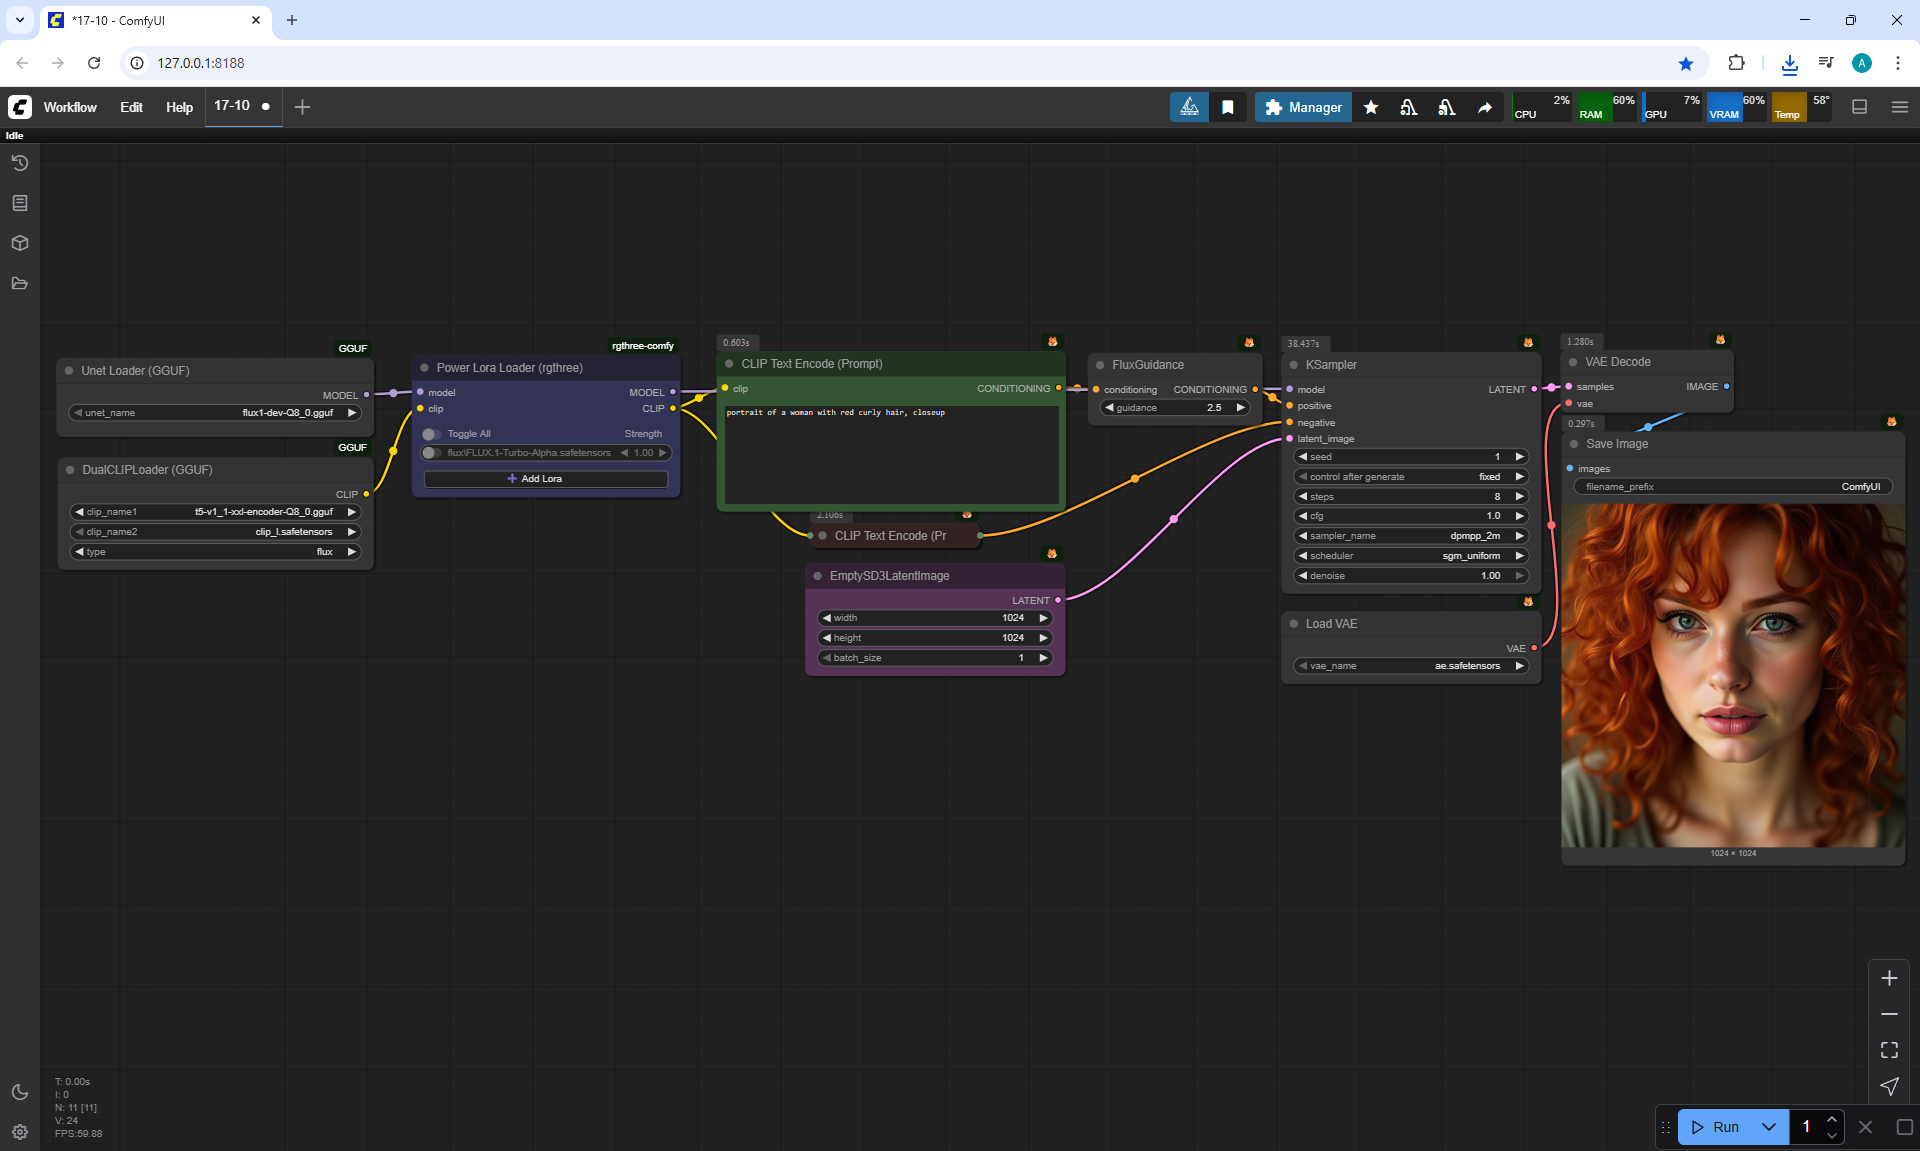 *17-10 - ComfyUI
127.0.0.1:8188
Workflow Edit Help 17-10
Manager
2% 60% 7% 60% 58°
CPU RAM GPU VRAM Temp
Idle
GGUF
Unet Loader (GGUF)
MODEL
unet_name flux1-dev-Q8_0.gguf
GGUF
DualCLIPLoader (GGUF)
CLIP
clip_name1 t5-v1_1-xxl-encoder-Q8_0.gguf
clip_name2 clip_l.safetensors
type flux
rgthree-comfy
Power Lora Loader (rgthree)
model MODEL
clip CLIP
Toggle All Strength
flux\FLUX.1-Turbo-Alpha.safetensors 1.00
Add Lora
0.603s
CLIP Text Encode (Prompt)
clip CONDITIONING
portrait of a woman with red curly hair, closeup
2.106s
CLIP Text Encode (Pr
EmptySD3LatentImage
LATENT
width 1024
height 1024
batch_size 1
FluxGuidance
conditioning CONDITIONING
guidance 2.5
38.437s
KSampler
model LATENT
positive
negative
latent_image
seed 1
control after generate fixed
steps 8
cfg 1.0
sampler_name dpmpp_2m
scheduler sgm_uniform
denoise 1.00
Load VAE
VAE
vae_name ae.safetensors
1.280s
VAE Decode
samples IMAGE
vae
0.297s
Save Image
images
filename_prefix ComfyUI
1024 × 1024
T: 0.00s
I: 0
N: 11 [11]
V: 24
FPS:59.88
Run 1
A